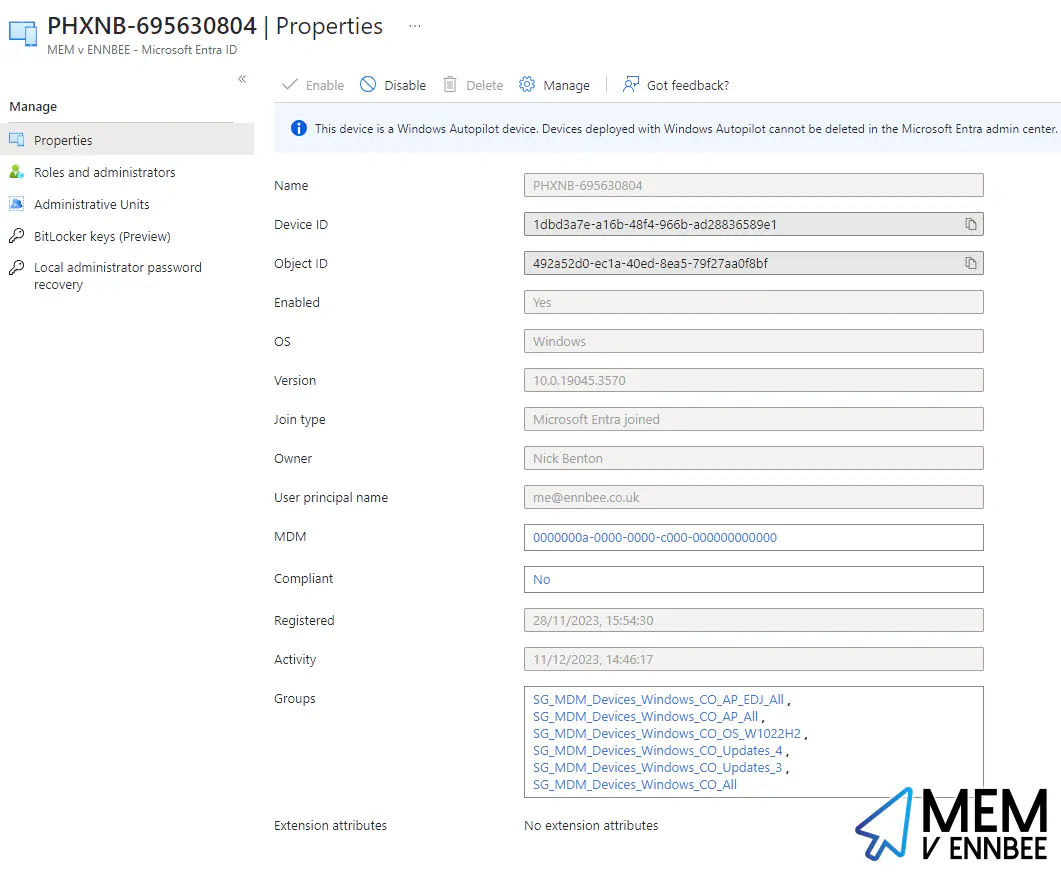 PHXNB-695630804 | Properties ...
MEM v ENNBEE - Microsoft Entra ID
«
Enable Disable Delete Manage Got feedback?
Manage
This device is a Windows Autopilot device. Devices deployed with Windows Autopilot cannot be deleted in the Microsoft Entra admin center.
Properties
Roles and administrators
Administrative Units
BitLocker keys (Preview)
Local administrator password
recovery
Name PHXNB-695630804
Device ID 1dbd3a7e-a16b-48f4-966b-ad28836589e1
Object ID 492a52d0-ec1a-40ed-8ea5-79f27aa0f8bf
Enabled Yes
OS Windows
Version 10.0.19045.3570
Join type Microsoft Entra joined
Owner Nick Benton
User principal name me@ennbee.co.uk
MDM 0000000a-0000-0000-c000-000000000000
Compliant No
Registered 28/11/2023, 15:54:30
Activity 11/12/2023, 14:46:17
Groups SG_MDM_Devices_Windows_CO_AP_EDJ_All ,
SG_MDM_Devices_Windows_CO_AP_All ,
SG_MDM_Devices_Windows_CO_OS_W1022H2 ,
SG_MDM_Devices_Windows_CO_Updates_4 ,
SG_MDM_Devices_Windows_CO_Updates_3 ,
SG_MDM_Devices_Windows_CO_All
Extension attributes No extension attributes
MEM
V ENNBEE